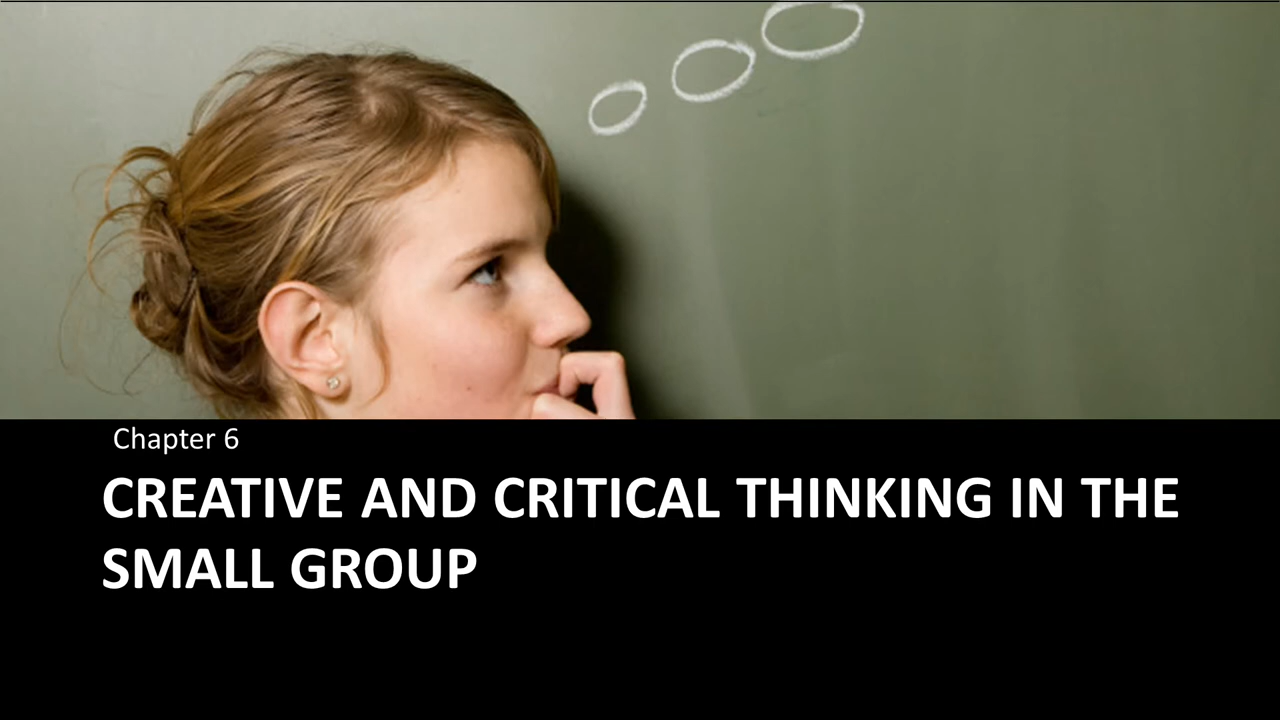 Chapter 6
CREATIVE AND CRITICAL THINKING IN THE
SMALL GROUP